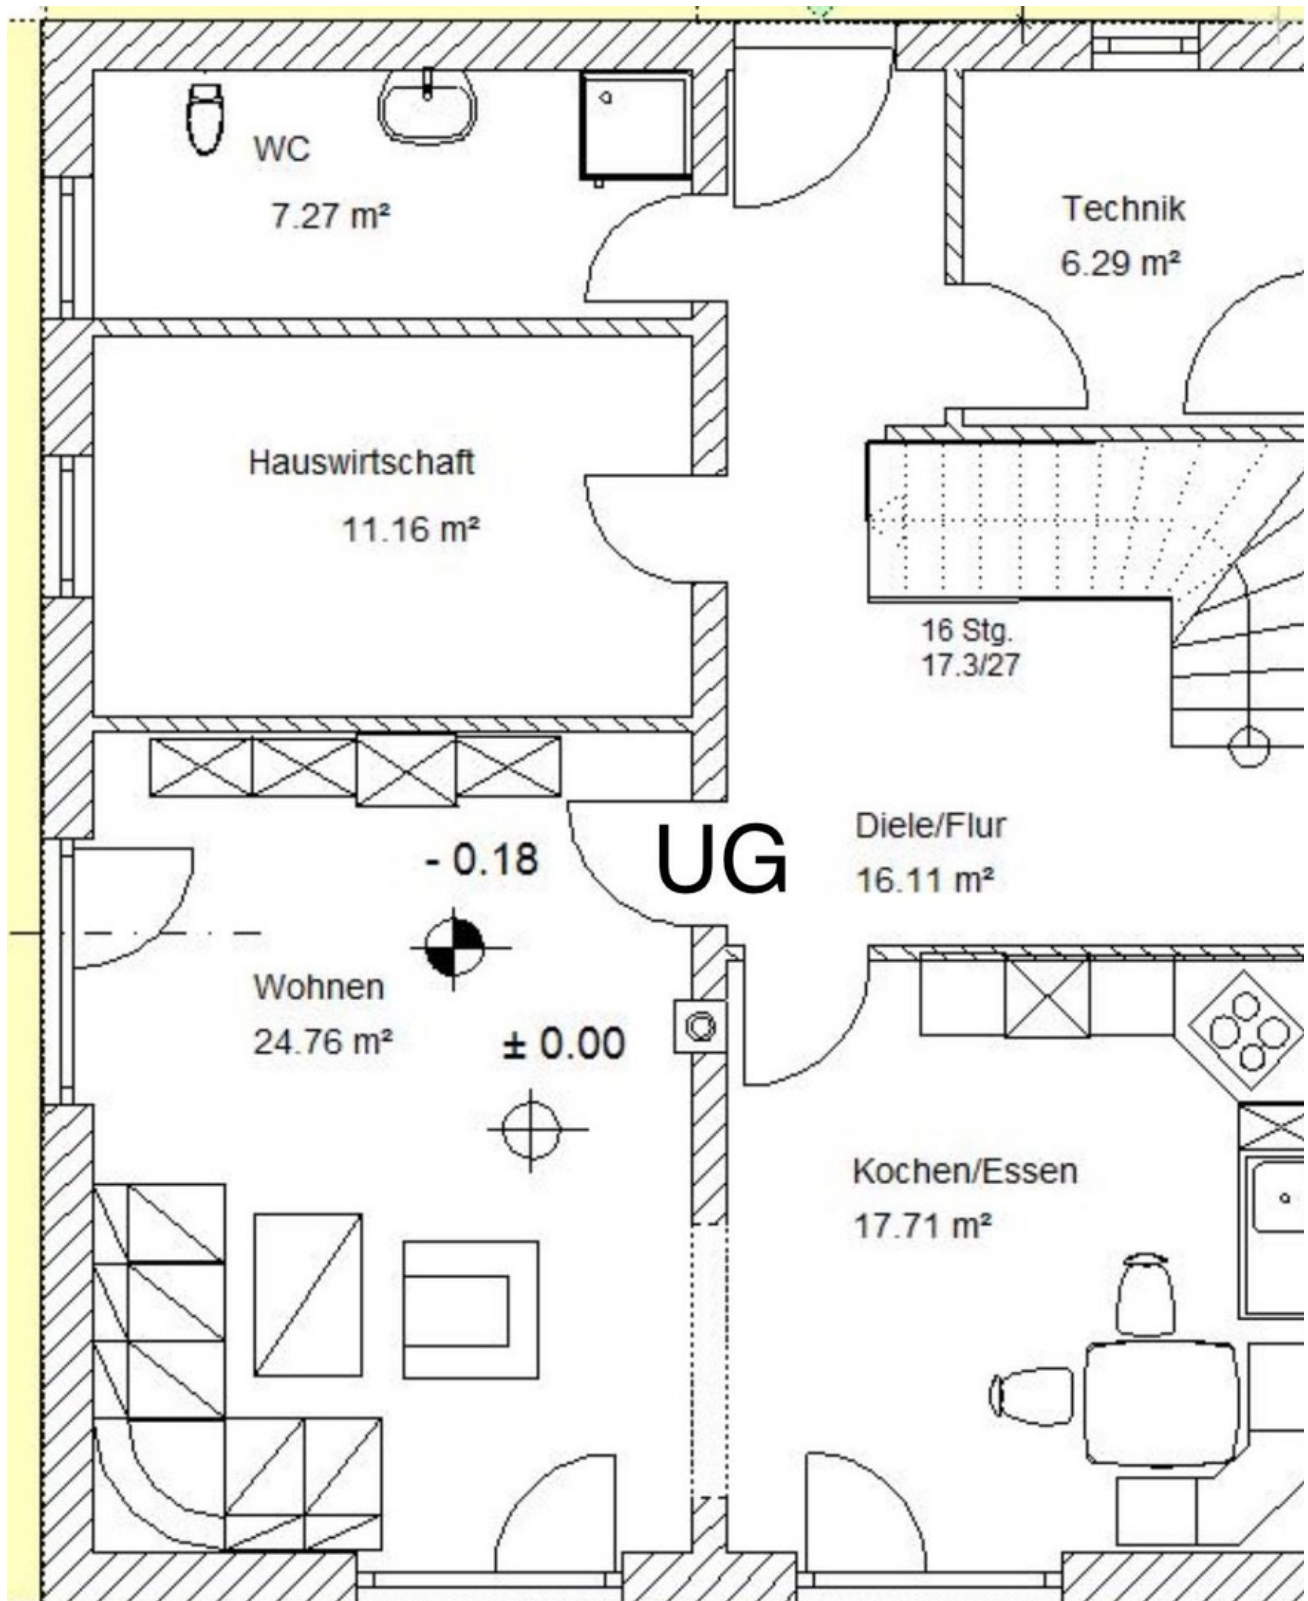 WC
7.27 m²
Technik
6.29 m²
Hauswirtschaft
11.16 m²
16 Stg.
17.3/27
UG
Diele/Flur
16.11 m²
- 0.18
Wohnen
24.76 m²
± 0.00
Kochen/Essen
17.71 m²